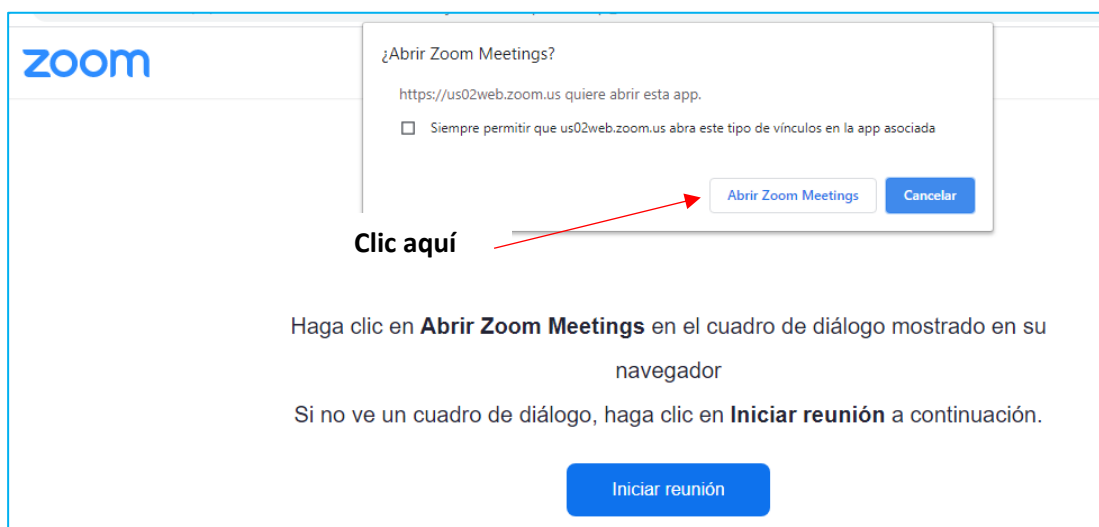 zoom
¿Abrir Zoom Meetings?
https://us02web.zoom.us quiere abrir esta app.
Siempre permitir que us02web.zoom.us abra este tipo de vínculos en la app asociada
Abrir Zoom Meetings
Cancelar
Clic aquí
Haga clic en Abrir Zoom Meetings en el cuadro de diálogo mostrado en su
navegador
Si no ve un cuadro de diálogo, haga clic en Iniciar reunión a continuación.
Iniciar reunión